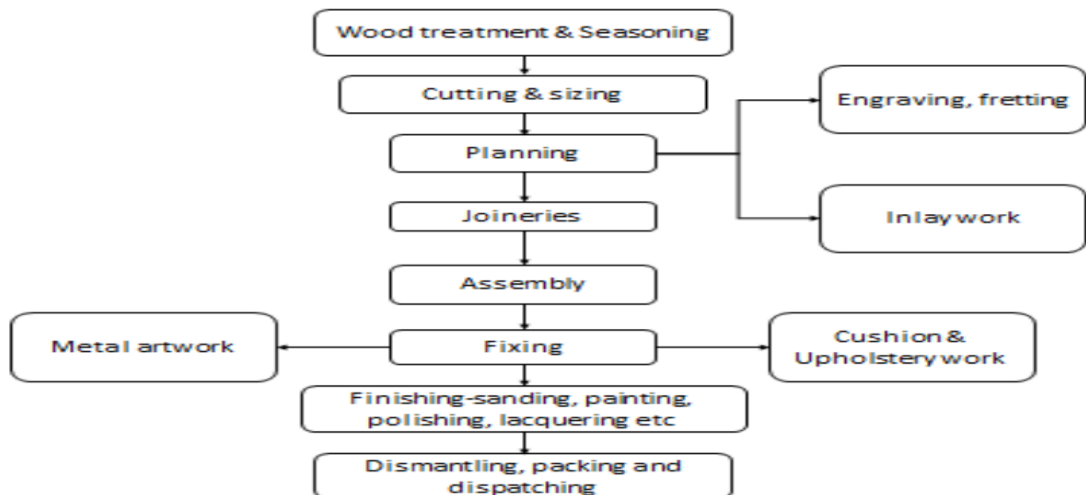 Wood treatment & Seasoning
Cutting & sizing
Engraving, fretting
Planning
Joineries
Inlay work
Assembly
Metal artwork
Fixing
Cushion &
Upholstery work
Finishing-sanding, painting,
polishing, lacquering etc
Dismantling, packing and
dispatching